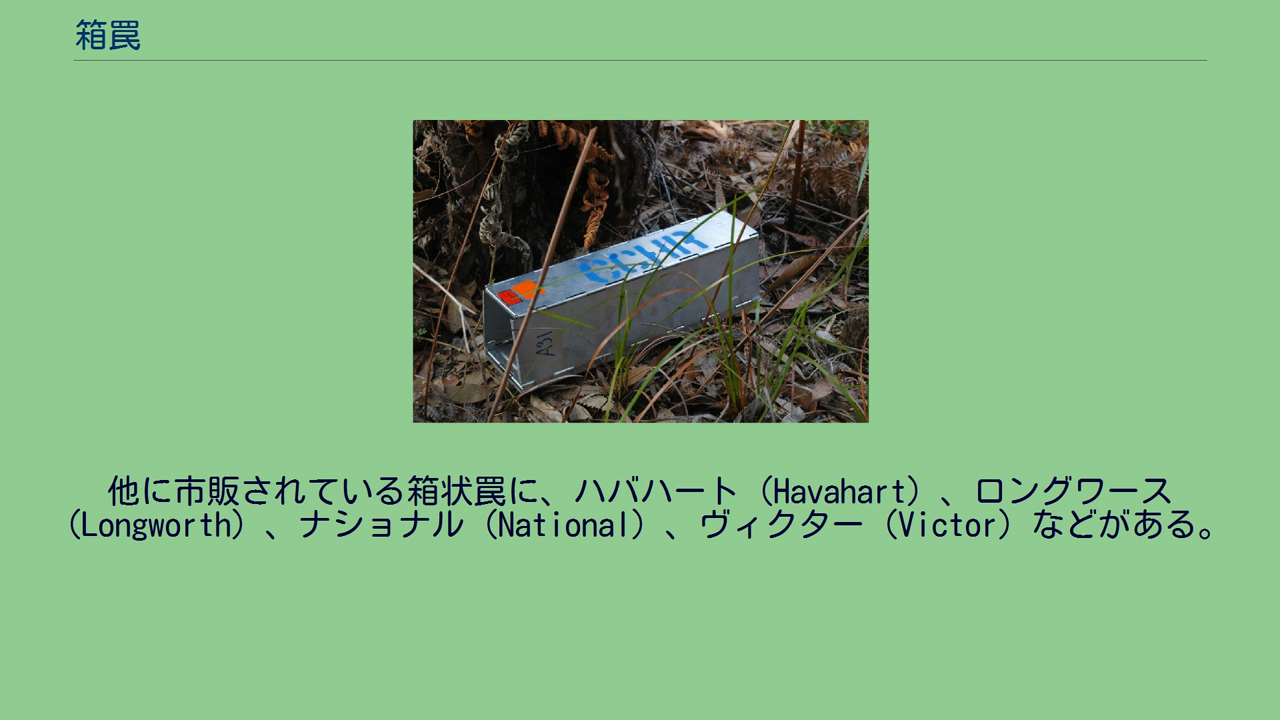 箱罠
CCHR
A31
他に市販されている箱状罠に、ハバハート（Havahart）、ロングワース
（Longworth）、ナショナル（National）、ヴィクター（Victor）などがある。